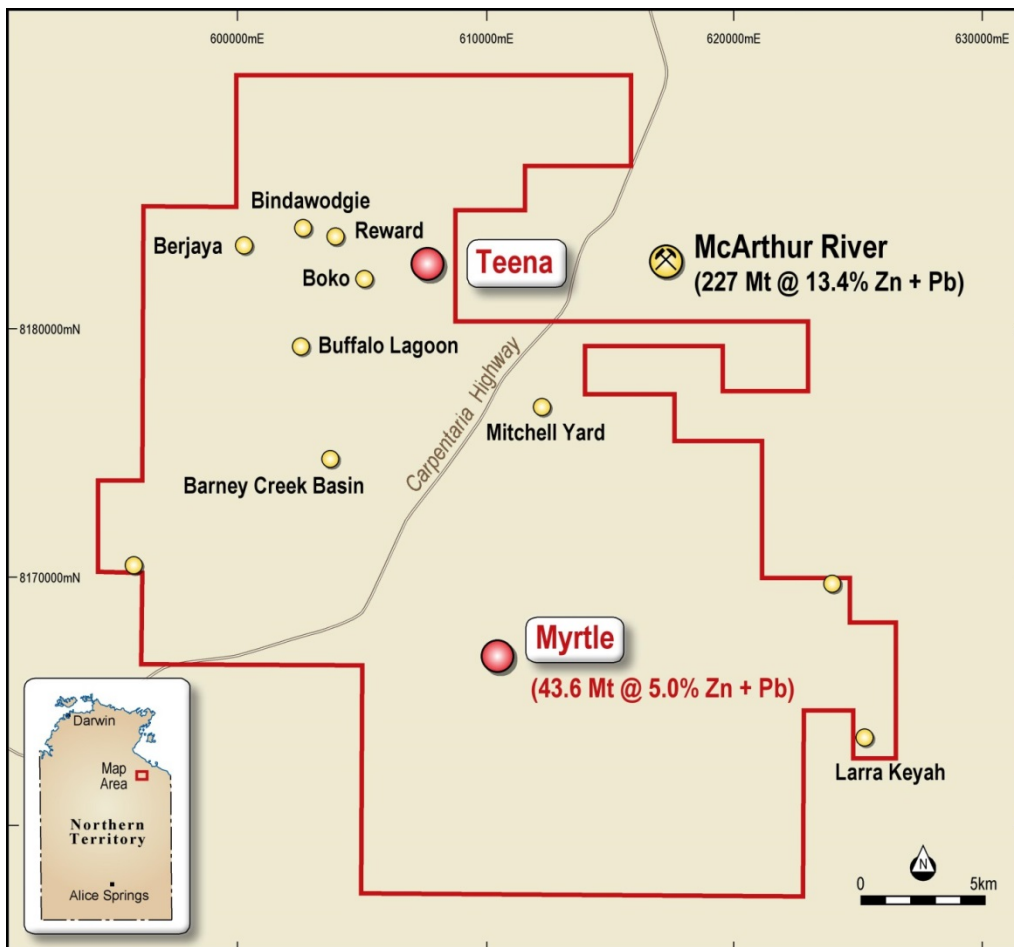 600000mE
610000mE
620000mE
630000mE
Bindawodgie
Reward
Berjaya
Boko
Teena
McArthur River
(227 Mt @ 13.4% Zn + Pb)
8180000mN
Buffalo Lagoon
Carpentaria Highway
Mitchell Yard
Barney Creek Basin
8170000mN
Myrtle
(43.6 Mt @ 5.0% Zn + Pb)
Larra Keyah
Darwin
Map
Area
Northern
Territory
Alice Springs
N
0
5km